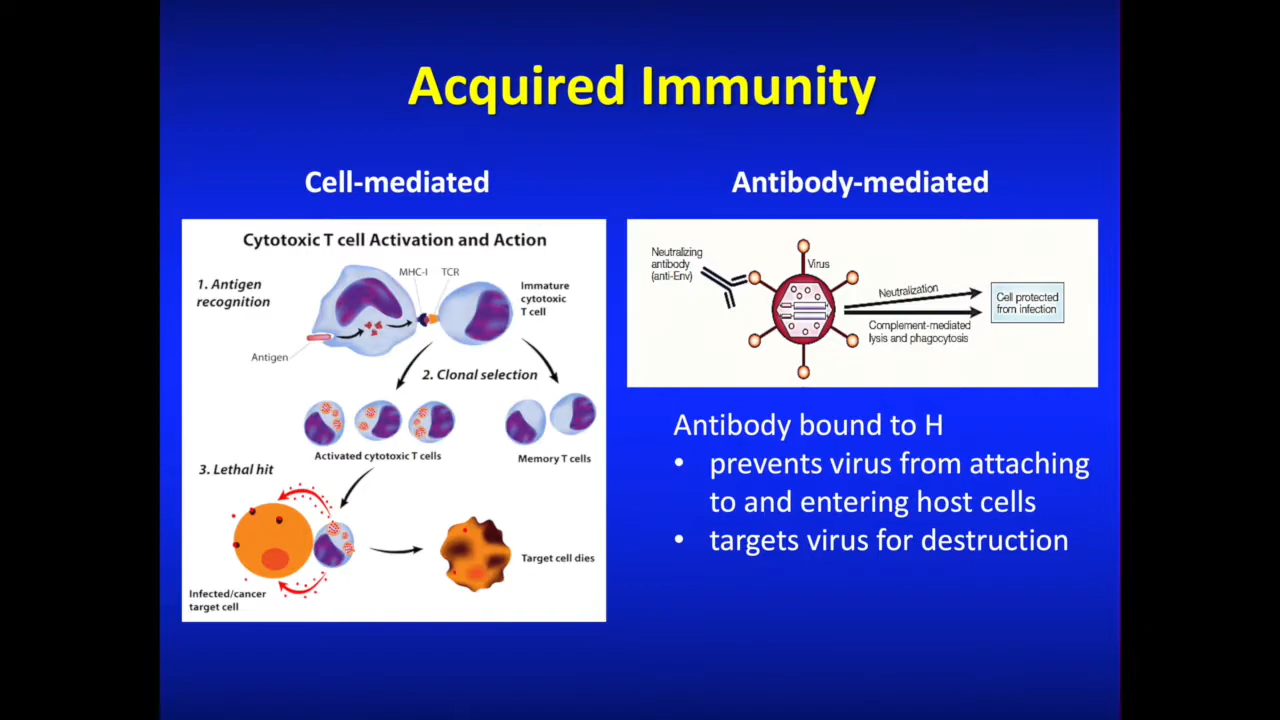 Acquired Immunity
Cell-mediated
Cytotoxic T cell Activation and Action
1. Antigen
recognition
MHC-I
TCR
Immature
cytotoxic
T cell
Antigen
2. Clonal selection
Activated cytotoxic T cells
Memory T cells
3. Lethal hit
Infected/cancer
target cell
Target cell dies
Antibody-mediated
Neutralizing
antibody
(anti-Env)
Virus
Neutralization
Complement-mediated
lysis and phagocytosis
Cell protected
from infection
Antibody bound to H
• prevents virus from attaching
to and entering host cells
• targets virus for destruction